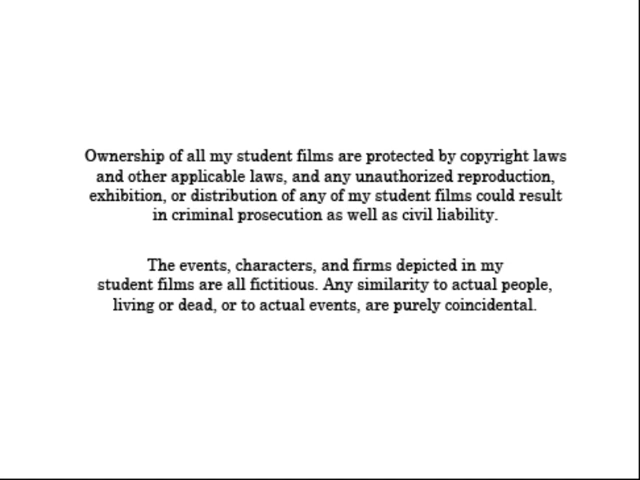 Ownership of all my student films are protected by copyright laws
and other applicable laws, and any unauthorized reproduction,
exhibition, or distribution of any of my student films could result
in criminal prosecution as well as civil liability.
The events, characters, and firms depicted in my
student films are all fictitious. Any similarity to actual people,
living or dead, or to actual events, are purely coincidental.